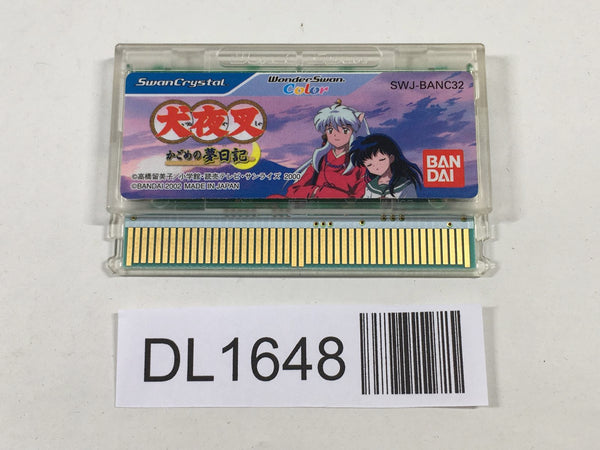 SwanCrystal
WonderSwan
Color
SWJ-BANC32
犬夜叉
かごめの夢日記
©高橋留美子/小学館・読売テレビ・サンライズ 2000
©BANDAI 2002 MADE IN JAPAN
BAN
DAI
DL1648